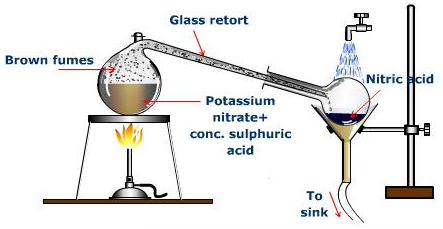 Glass retort
Brown fumes
Nitric acid
Potassium
nitrate+
conc. sulphuric
acid
To
sink